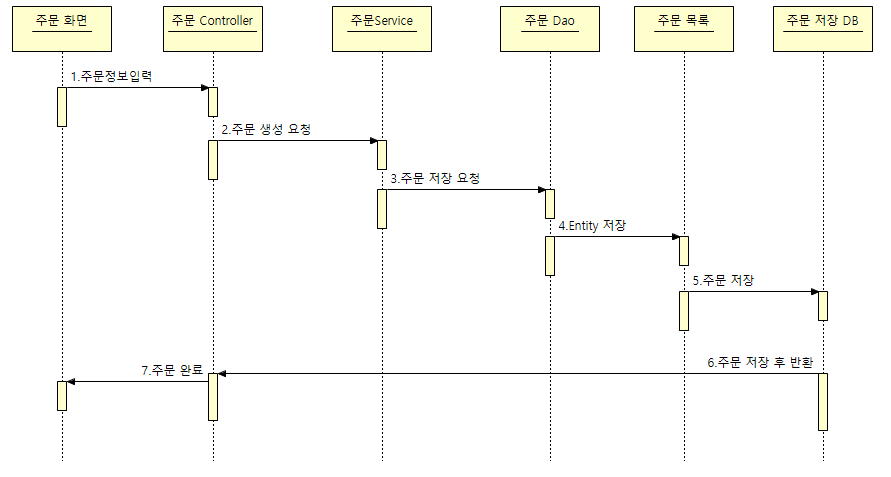 주문 화면
주문 Controller
주문Service
주문 Dao
주문 목록
주문 저장 DB
1.주문정보입력
2.주문 생성 요청
3.주문 저장 요청
4.Entity 저장
5.주문 저장
6.주문 저장 후 반환
7.주문 완료